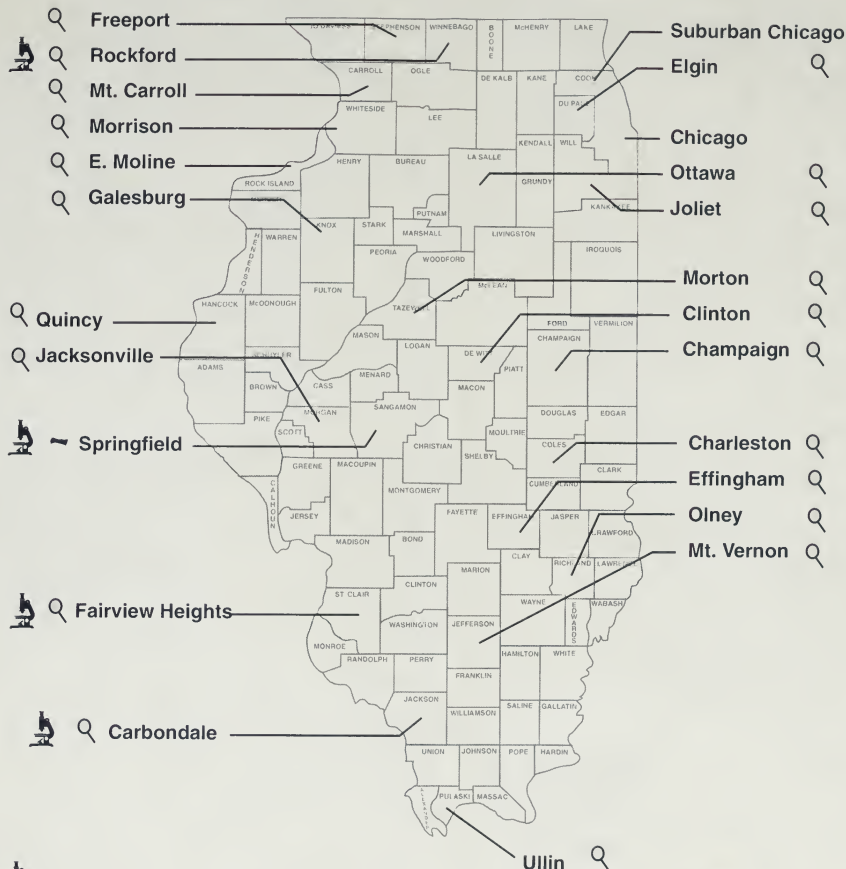 Freeport
Rockford
Mt. Carroll
Morrison
E. Moline
Galesburg
Quincy
Jacksonville
Springfield
Fairview Heights
Carbondale
Suburban Chicago
Elgin
Chicago
Ottawa
Joliet
Morton
Clinton
Champaign
Charleston
Effingham
Olney
Mt. Vernon
Ullin
STEPHENSON
WINNEBAGO
BOONE
McHENRY
LAKE
CARROLL
OGLE
DE KALB
KANE
COOK
DU PAGE
WHITESIDE
LEE
KENDALL
WILL
ROCK ISLAND
HENRY
BUREAU
LA SALLE
GRUNDY
KANKAKEE
PUTNAM
HENDERSON
WARREN
KNOX
STARK
MARSHALL
LIVINGSTON
IROQUOIS
PEORIA
WOODFORD
McLEAN
HANCOCK
McDONOUGH
FULTON
TAZEWELL
FORD
VERMILION
MASON
LOGAN
DE WITT
CHAMPAIGN
PIATT
ADAMS
SCHUYLER
BROWN
CASS
MENARD
MACON
PIKE
SCOTT
MORGAN
SANGAMON
CHRISTIAN
MOULTRIE
DOUGLAS
EDGAR
COLES
SHELBY
CLARK
CUMBERLAND
CALHOUN
GREENE
MACOUPIN
MONTGOMERY
JERSEY
FAYETTE
EFFINGHAM
JASPER
CRAWFORD
MADISON
BOND
CLAY
RICHLAND
LAWRENCE
CLINTON
MARION
ST CLAIR
WAYNE
EDWARDS
WABASH
WASHINGTON
JEFFERSON
MONROE
RANDOLPH
PERRY
HAMILTON
WHITE
FRANKLIN
JACKSON
WILLIAMSON
SALINE
GALLATIN
UNION
JOHNSON
POPE
HARDIN
PULASKI
MASSAC